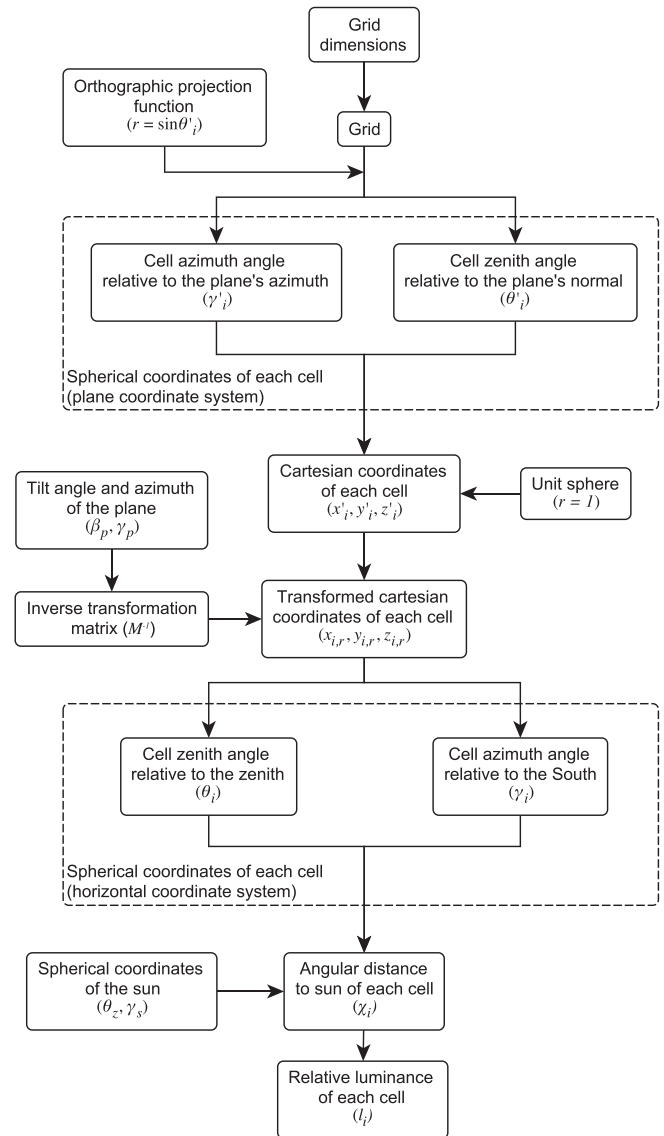 Grid
dimensions
Orthographic projection
function
(r = sinθ'i)
Grid
Cell azimuth angle
relative to the plane's azimuth
(γ'i)
Cell zenith angle
relative to the plane's normal
(θ'i)
Spherical coordinates of each cell
(plane coordinate system)
Cartesian coordinates
of each cell
(x'i, y'i, z'i)
Unit sphere
(r = 1)
Tilt angle and azimuth
of the plane
(βp, γp)
Inverse transformation
matrix (M-1)
Transformed cartesian
coordinates of each cell
(xi,r, yi,r, zi,r)
Cell zenith angle
relative to the zenith
(θi)
Cell azimuth angle
relative to the South
(γi)
Spherical coordinates of each cell
(horizontal coordinate system)
Spherical coordinates
of the sun
(θz, γs)
Angular distance
to sun of each cell
(χi)
Relative luminance
of each cell
(li)